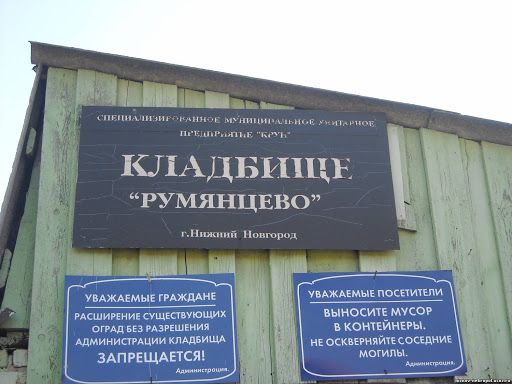 СПЕЦИАЛИЗИРОВАННОЕ МУНИЦИПАЛЬНОЕ УНИТАРНОЕ
ПРЕДПРИЯТИЕ "КРУК"
КЛАДБИЩЕ
"РУМЯНЦЕВО"
г.Нижний Новгород
УВАЖАЕМЫЕ ГРАЖДАНЕ
РАСШИРЕНИЕ СУЩЕСТВУЮЩИХ
ОГРАД БЕЗ РАЗРЕШЕНИЯ
АДМИНИСТРАЦИИ КЛАДБИЩА
ЗАПРЕЩАЕТСЯ!
Администрация.
УВАЖАЕМЫЕ ПОСЕТИТЕЛИ
ВЫНОСИТЕ МУСОР
В КОНТЕЙНЕРЫ.
НЕ ОСКВЕРНЯЙТЕ СОСЕДНИЕ
МОГИЛЫ.
Администрация.